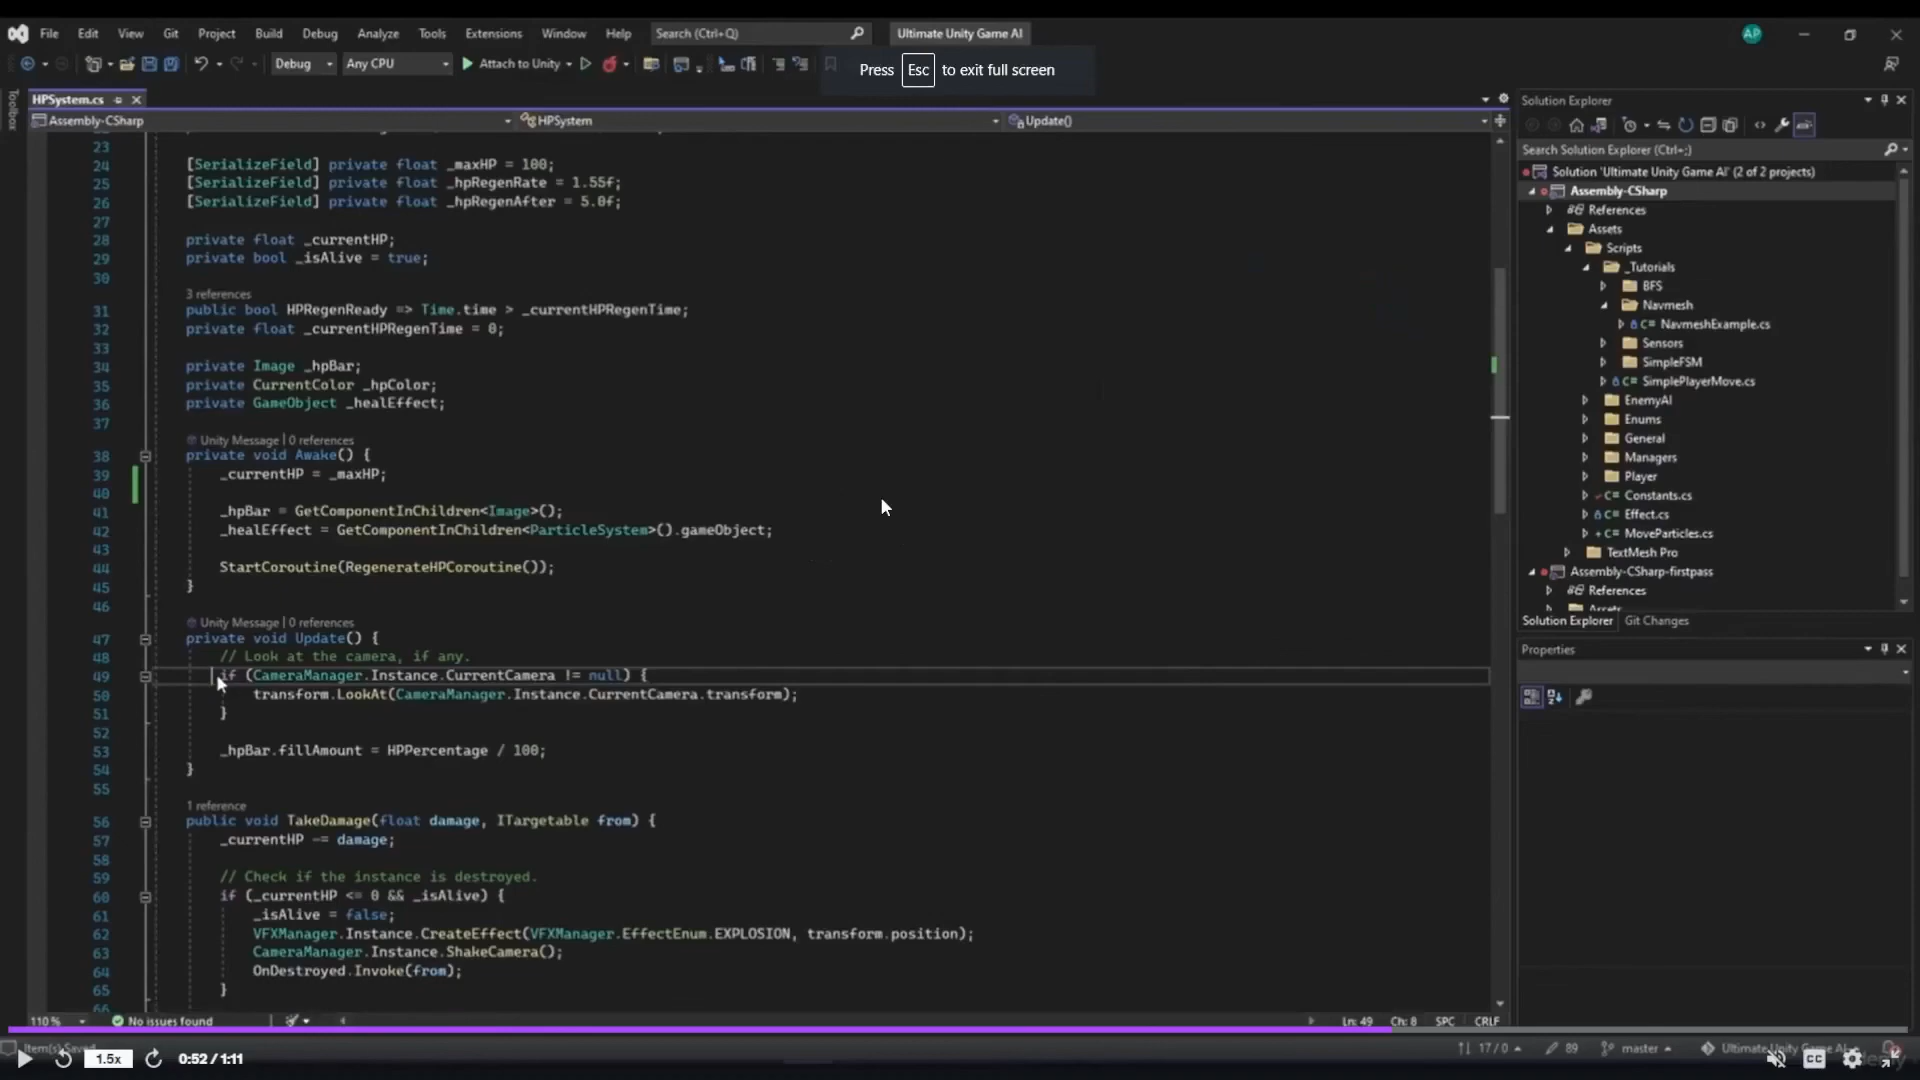 File Edit View Git Project Build Debug Analyze Tools Extensions Window Help Search (Ctrl+Q) Ultimate Unity Game AI AP
Debug Any CPU Attach to Unity
Press Esc to exit full screen
Toolbox
HPSystem.cs
Assembly-CSharp HPSystem Update()
23
24 [SerializeField] private float _maxHP = 100;
25 [SerializeField] private float _hpRegenRate = 1.55f;
26 [SerializeField] private float _hpRegenAfter = 5.0f;
27
28 private float _currentHP;
29 private bool _isAlive = true;
30
3 references
31 public bool HPRegenReady => Time.time > _currentHPRegenTime;
32 private float _currentHPRegenTime = 0;
33
34 private Image _hpBar;
35 private CurrentColor _hpColor;
36 private GameObject _healEffect;
37
Unity Message | 0 references
38 private void Awake() {
39 _currentHP = _maxHP;
40
41 _hpBar = GetComponentInChildren<Image>();
42 _healEffect = GetComponentInChildren<ParticleSystem>().gameObject;
43
44 StartCoroutine(RegenerateHPCoroutine());
45 }
46
Unity Message | 0 references
47 private void Update() {
48 // Look at the camera, if any.
49 if (CameraManager.Instance.CurrentCamera != null) {
50 transform.LookAt(CameraManager.Instance.CurrentCamera.transform);
51 }
52
53 _hpBar.fillAmount = HPPercentage / 100;
54 }
55
1 reference
56 public void TakeDamage(float damage, ITargetable from) {
57 _currentHP -= damage;
58
59 // Check if the instance is destroyed.
60 if (_currentHP <= 0 && _isAlive) {
61 _isAlive = false;
62 VFXManager.Instance.CreateEffect(VFXManager.EffectEnum.EXPLOSION, transform.position);
63 CameraManager.Instance.ShakeCamera();
64 OnDestroyed.Invoke(from);
65 }
66
110 % No issues found Ln: 49 Ch: 8 SPC CRLF
Solution Explorer
Search Solution Explorer (Ctrl+;)
Solution 'Ultimate Unity Game AI' (2 of 2 projects)
Assembly-CSharp
References
Assets
Scripts
_Tutorials
BFS
Navmesh
C# NavmeshExample.cs
Sensors
SimpleFSM
C# SimplePlayerMove.cs
EnemyAI
Enums
General
Managers
Player
C# Constants.cs
C# Effect.cs
C# MoveParticles.cs
TextMesh Pro
Assembly-CSharp-firstpass
References
Assets
Solution Explorer Git Changes
Properties
Item(s) Saved 17 / 0 89 master Ultimate Unity Game AI
1.5x 0:52 / 1:11 CC